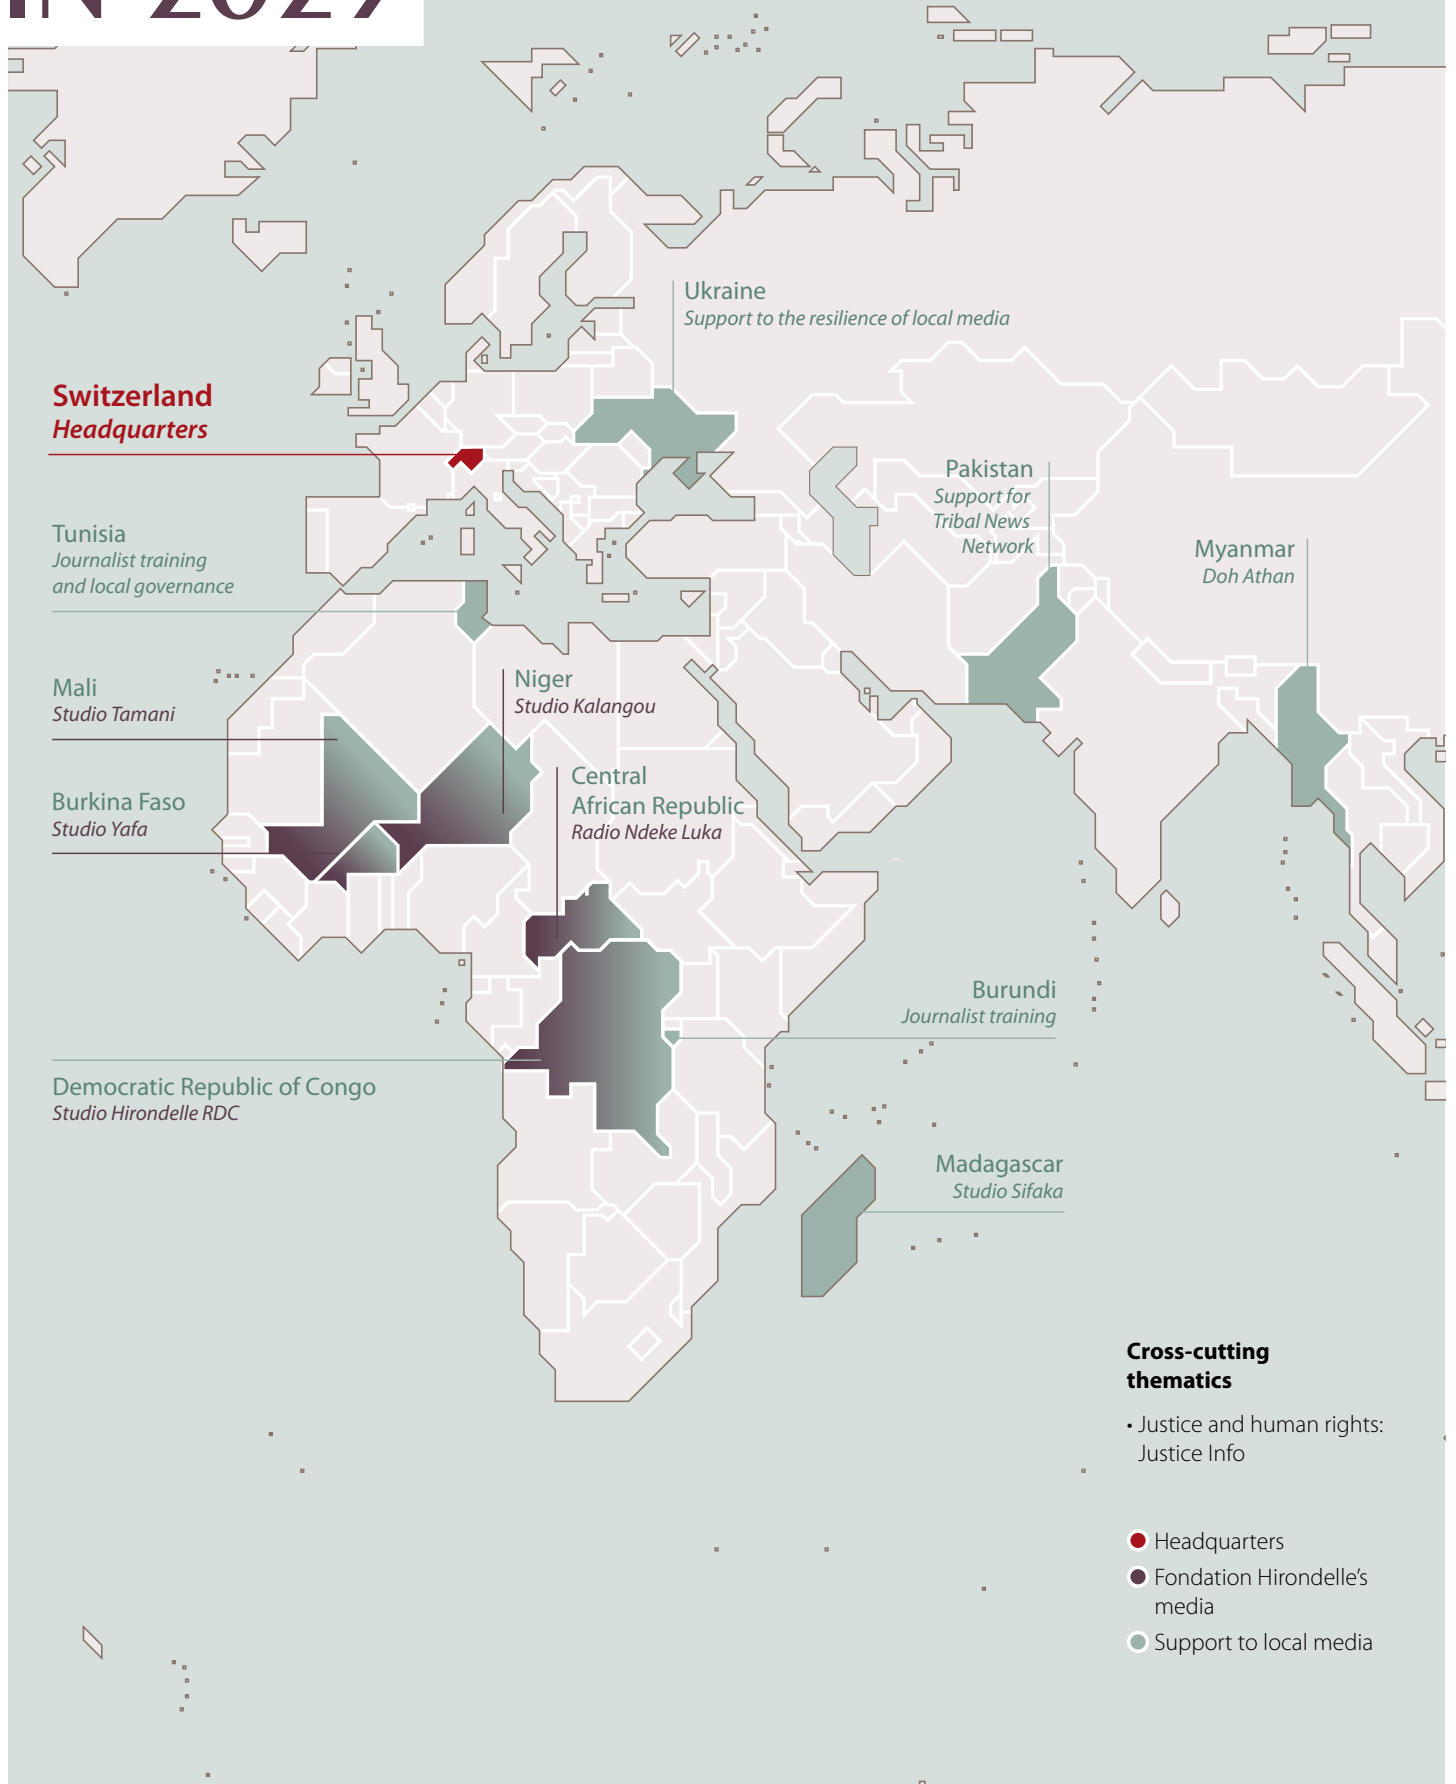 IN
Ukraine
Support to the resilience of local media
Switzerland
Headquarters
Pakistan
Support for
Tribal News
Network
Tunisia
Journalist training
and local governance
Myanmar
Doh Athan
Mali
Studio Tamani
Niger
Studio Kalangou
Central
African Republic
Radio Ndeke Luka
Burkina Faso
Studio Yafa
Burundi
Journalist training
Democratic Republic of Congo
Studio Hirondelle RDC
Madagascar
Studio Sifaka
Cross-cutting
thematics
• Justice and human rights:
Justice Info
Headquarters
Fondation Hirondelle's
media
Support to local media